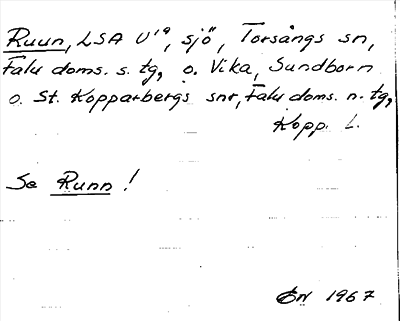 Ruun, LSA U¹⁹, sjö, Torsångs sn,
Falu doms. s. tg, o. Vika, Sundborn
o. St. Kopparbergs snr, Falu doms. n. tg,
Kopp. L.
Se Runn!
ÖN 1967